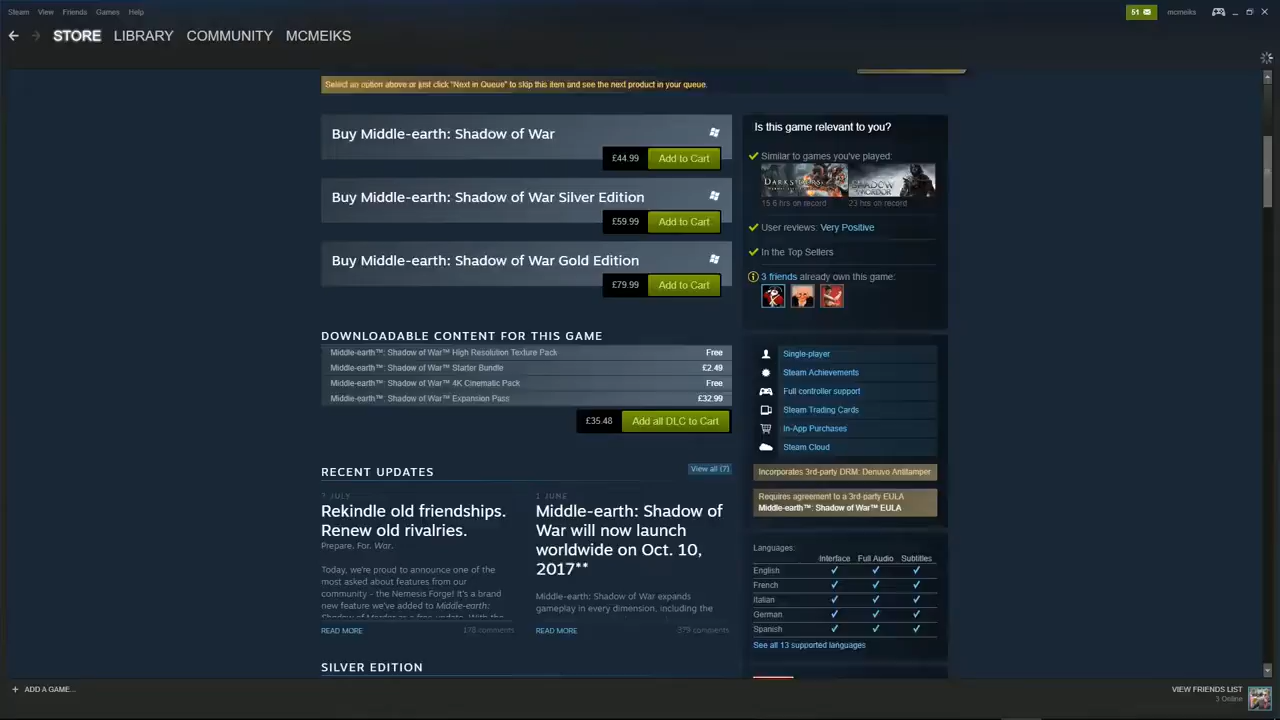 Steam View Friends Games Help
51 mcmeiks
STORE LIBRARY COMMUNITY MCMEIKS
Select an option above or just click "Next in Queue" to skip this item and see the next product in your queue.
Buy Middle-earth: Shadow of War
£44.99 Add to Cart
Buy Middle-earth: Shadow of War Silver Edition
£59.99 Add to Cart
Buy Middle-earth: Shadow of War Gold Edition
£79.99 Add to Cart
DOWNLOADABLE CONTENT FOR THIS GAME
Middle-earth™: Shadow of War™ High Resolution Texture Pack Free
Middle-earth™: Shadow of War™ Starter Bundle £2.49
Middle-earth™: Shadow of War™ 4K Cinematic Pack Free
Middle-earth™: Shadow of War™ Expansion Pass £32.99
£35.48 Add all DLC to Cart
RECENT UPDATES View all (7)
JULY
Rekindle old friendships.
Renew old rivalries.
Prepare. For. War.
Today, we're proud to announce one of the
most asked about features from our
community - the Nemesis Forge! It's a brand
new feature we've added to Middle-earth:
Shadow of Mordor as a free update. With the
READ MORE 178 comments
1 JUNE
Middle-earth: Shadow of
War will now launch
worldwide on Oct. 10,
2017**
Middle-earth: Shadow of War expands
gameplay in every dimension, including the
READ MORE 379 comments
SILVER EDITION
Is this game relevant to you?
Similar to games you've played:
SHADOW
MORDOR
15.6 hrs on record 23 hrs on record
User reviews: Very Positive
In the Top Sellers
3 friends already own this game:
Single-player
Steam Achievements
Full controller support
Steam Trading Cards
In-App Purchases
Steam Cloud
Incorporates 3rd-party DRM: Denuvo Antitamper
Requires agreement to a 3rd-party EULA
Middle-earth™: Shadow of War™ EULA
Languages:
Interface Full Audio Subtitles
English
French
Italian
German
Spanish
See all 13 supported languages
ADD A GAME...
VIEW FRIENDS LIST
3 Online